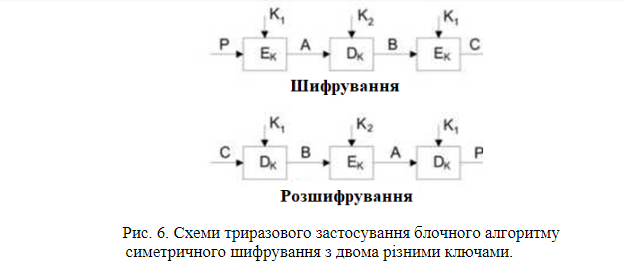 K1 K2 K1
P A B C
EK DK EK
Шифрування
K1 K2 K1
C B A P
DK EK DK
Розшифрування
Рис. 6. Схеми триразового застосування блочного алгоритму
симетричного шифрування з двома різними ключами.